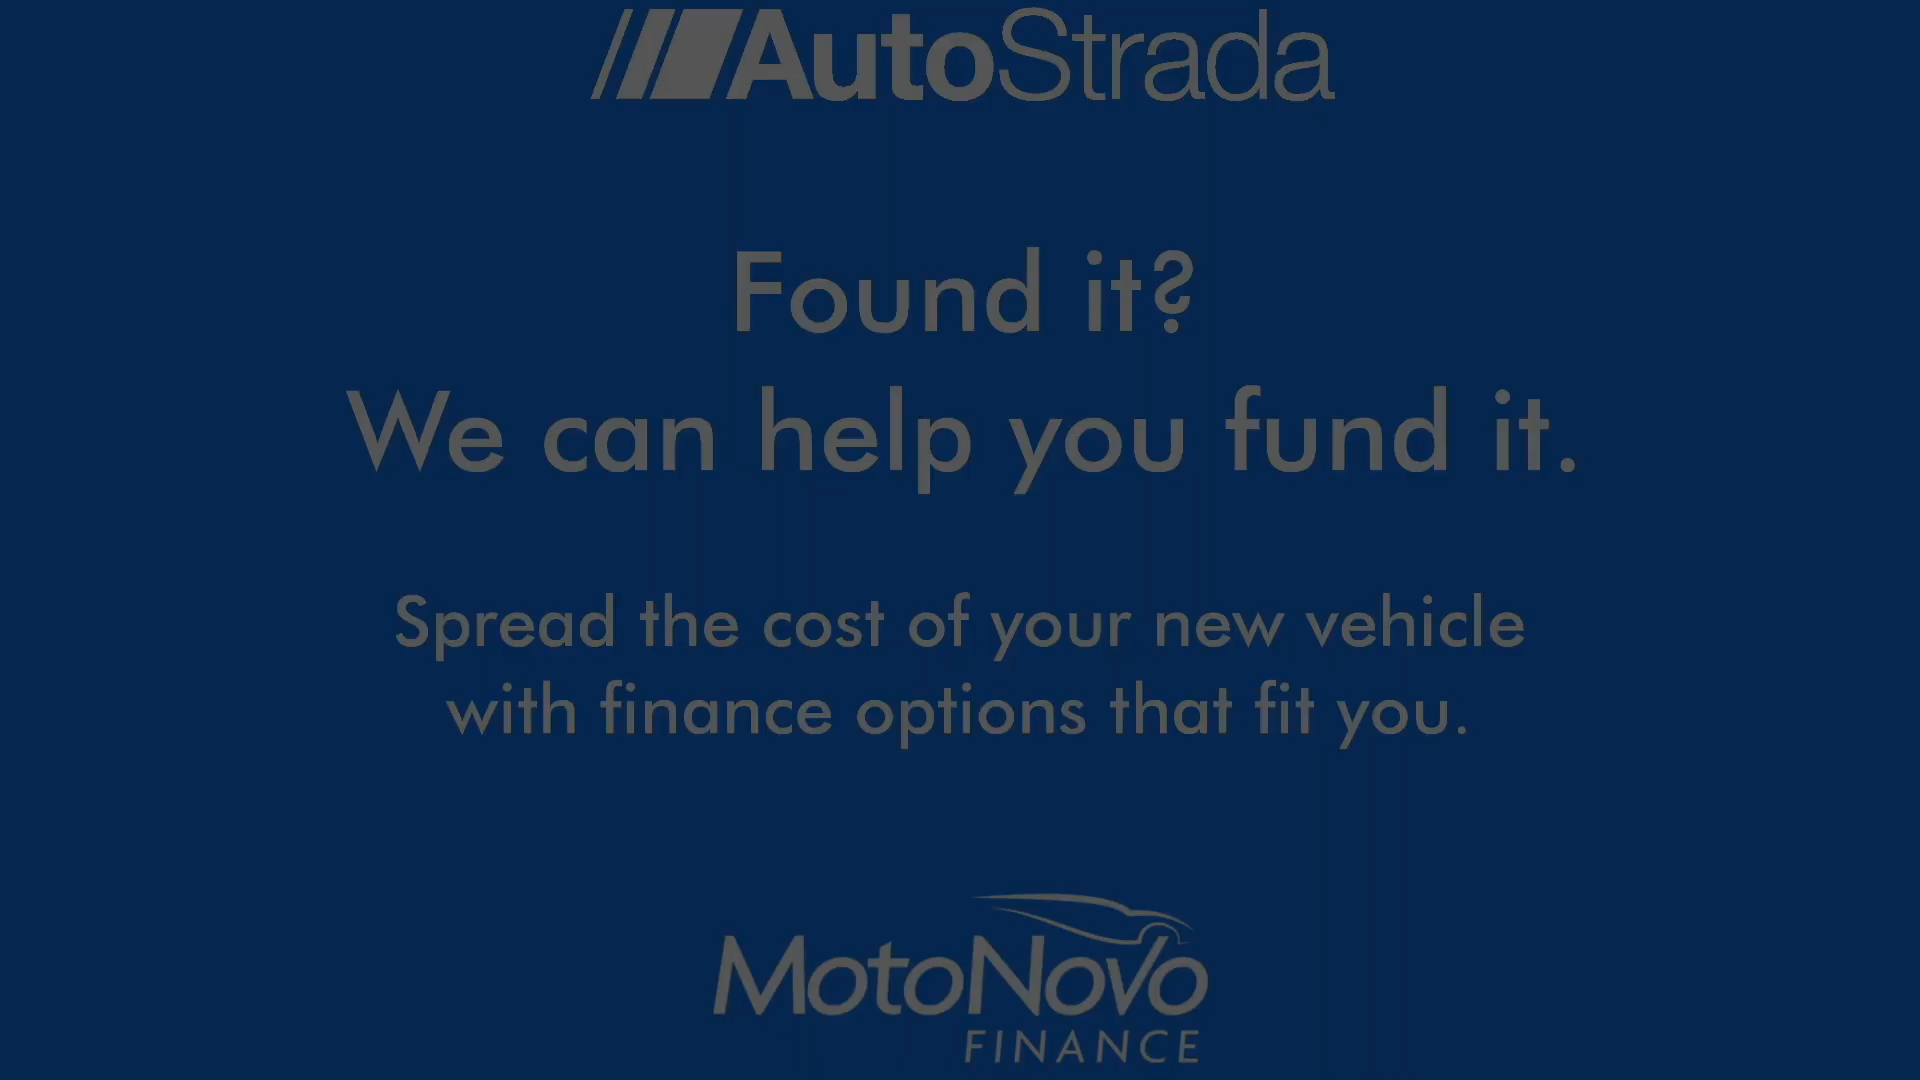 AutoStrada
Found it?
We can help you fund it.
Spread the cost of your new vehicle
with finance options that fit you.
MotoNovo
FINANCE